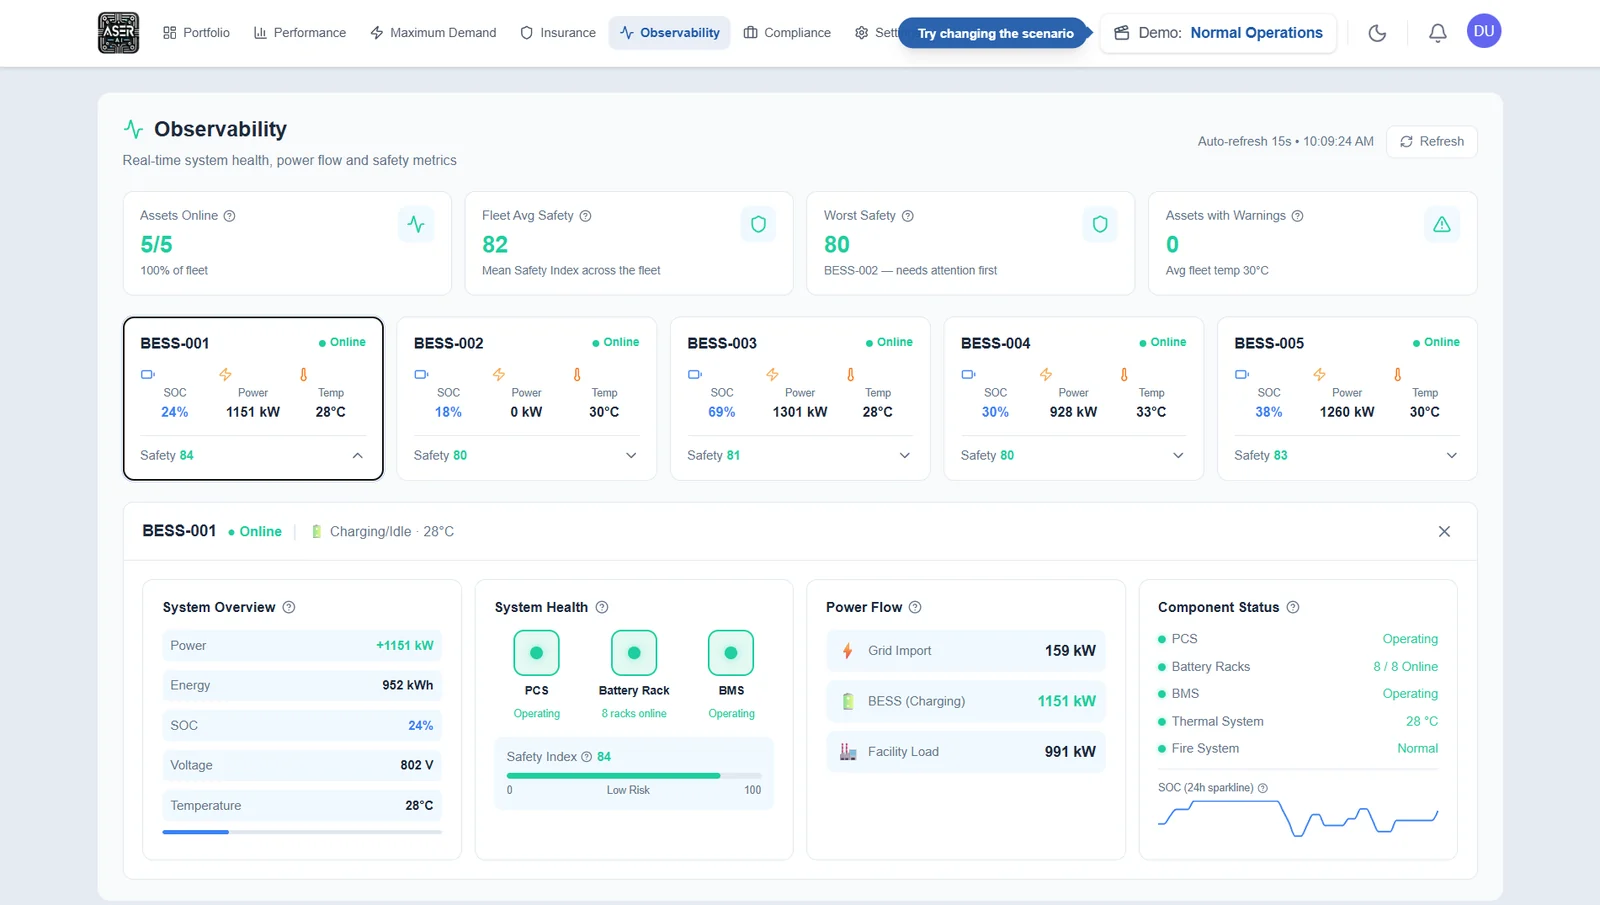 ASER
AI
Portfolio
Performance
Maximum Demand
Insurance
Observability
Compliance
Try changing the scenario
Demo: Normal Operations
DU
Observability
Real-time system health, power flow and safety metrics
Auto-refresh 15s • 10:09:24 AM
Refresh
Assets Online
5/5
100% of fleet
Fleet Avg Safety
82
Mean Safety Index across the fleet
Worst Safety
80
BESS-002 — needs attention first
Assets with Warnings
0
Avg fleet temp 30°C
BESS-001 Online
SOC Power Temp
24% 1151 kW 28°C
Safety 84
BESS-002 Online
SOC Power Temp
18% 0 kW 30°C
Safety 80
BESS-003 Online
SOC Power Temp
69% 1301 kW 28°C
Safety 81
BESS-004 Online
SOC Power Temp
30% 928 kW 33°C
Safety 80
BESS-005 Online
SOC Power Temp
38% 1260 kW 30°C
Safety 83
BESS-001 Online Charging/Idle · 28°C
System Overview
Power +1151 kW
Energy 952 kWh
SOC 24%
Voltage 802 V
Temperature 28°C
System Health
PCS Battery Rack BMS
Operating 8 racks online Operating
Safety Index 84
0 Low Risk 100
Power Flow
Grid Import 159 kW
BESS (Charging) 1151 kW
Facility Load 991 kW
Component Status
PCS Operating
Battery Racks 8 / 8 Online
BMS Operating
Thermal System 28 °C
Fire System Normal
SOC (24h sparkline)